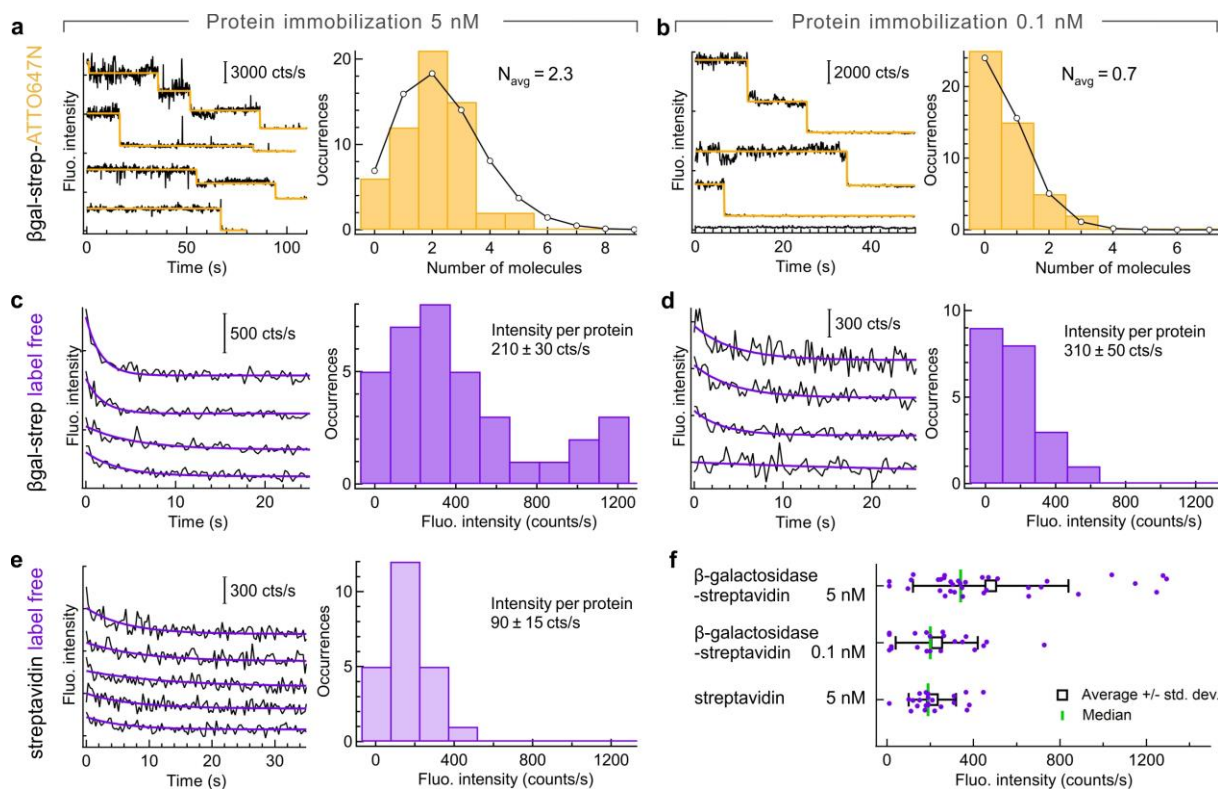 Protein immobilization 5 nM
Protein immobilization 0.1 nM
a
βgal-strep-ATTO647N
Fluo. intensity
3000 cts/s
0
50
100
Time (s)
Occurrences
20
10
0
Navg = 2.3
0
2
4
6
8
Number of molecules
b
Fluo. intensity
2000 cts/s
0
20
40
Time (s)
Occurrences
20
10
0
Navg = 0.7
0
2
4
6
Number of molecules
c
βgal-strep label free
Fluo. intensity
500 cts/s
0
10
20
Time (s)
Occurrences
5
0
Intensity per protein
210 ± 30 cts/s
0
400
800
1200
Fluo. intensity (counts/s)
d
Fluo. intensity
300 cts/s
0
10
20
Time (s)
Occurrences
10
5
0
Intensity per protein
310 ± 50 cts/s
0
400
800
1200
Fluo. intensity (counts/s)
e
streptavidin label free
Fluo. intensity
300 cts/s
0
10
20
30
Time (s)
Occurrences
10
5
0
Intensity per protein
90 ± 15 cts/s
0
400
800
1200
Fluo. intensity (counts/s)
f
β-galactosidase
-streptavidin 5 nM
β-galactosidase
-streptavidin 0.1 nM
streptavidin 5 nM
Average +/- std. dev.
Median
0
400
800
1200
Fluo. intensity (counts/s)